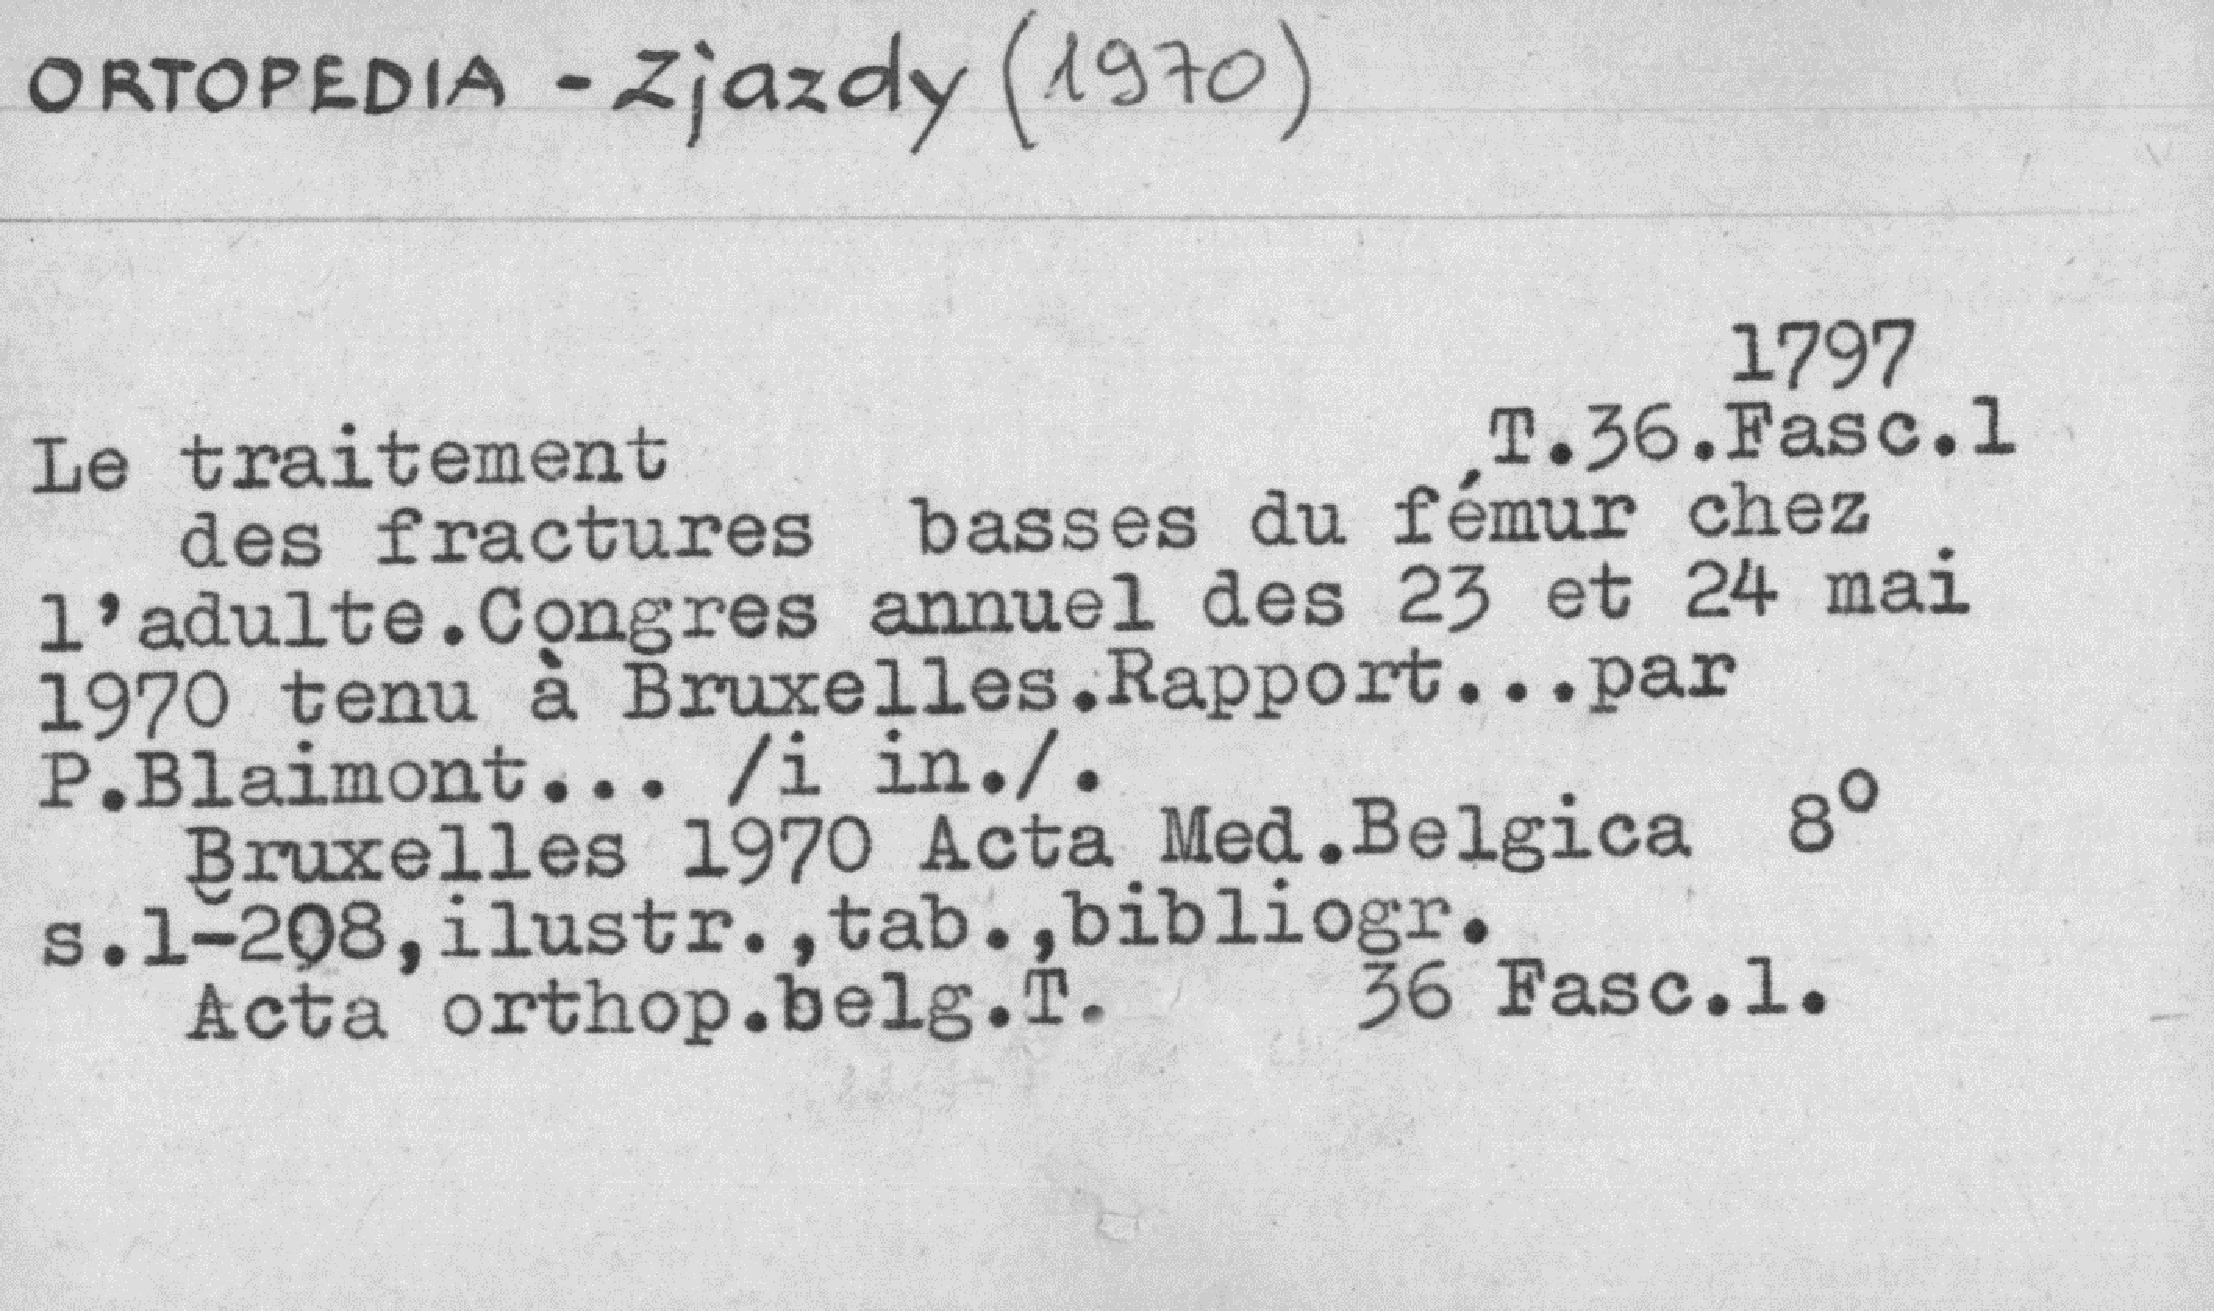 ORTOPEDIA - Zjazdy (1970)
1797
T.36.Fasc.1
Le traitement
des fractures basses du fémur chez
l'adulte.Congres annuel des 23 et 24 mai
1970 tenu à Bruxelles.Rapport...par
P.Blaimont... /i in./.
Bruxelles 1970 Acta Med.Belgica 8°
s.1-208,ilustr.,tab.,bibliogr.
Acta orthop.belg.T. 36 Fasc.1.